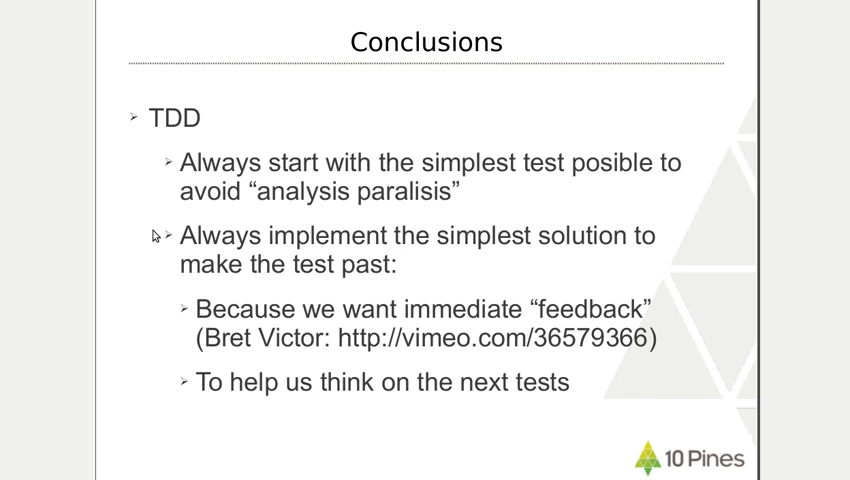 Conclusions
TDD
Always start with the simplest test posible to
avoid “analysis paralisis”
Always implement the simplest solution to
make the test past:
Because we want immediate “feedback”
(Bret Victor: http://vimeo.com/36579366)
To help us think on the next tests
10 Pines